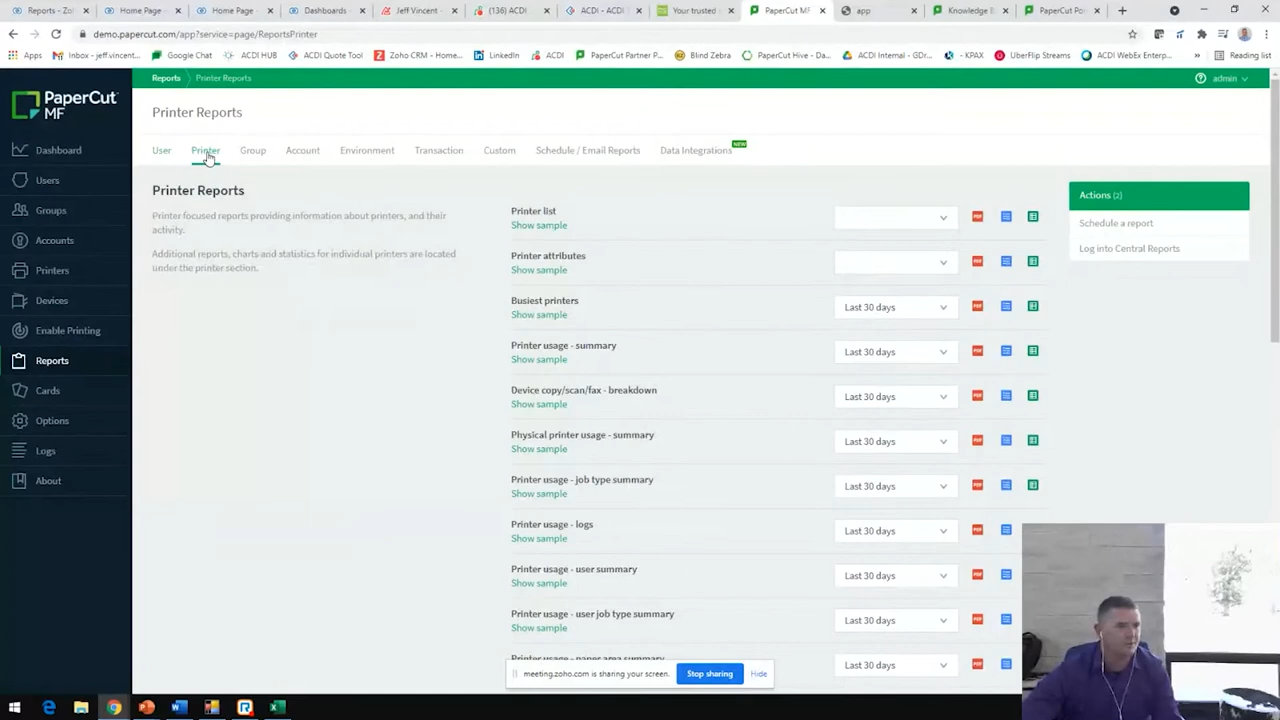 Reports - Zo
Home Page -
Home Page -
Dashboards -
Jeff Vincent -
(136) ACDI
ACDI - ACDI
Your trusted
PaperCut MF
app
Knowledge B
PaperCut Po
demo.papercut.com/app?service=page/ReportsPrinter
Apps
Inbox - jeff.vincent...
Google Chat
ACDI HUB
ACDI Quote Tool
Zoho CRM - Home...
LinkedIn
ACDI
PaperCut Partner P...
Blind Zebra
PaperCut Hive - Da...
ACDI Internal - GDr...
- KPAX
UberFlip Streams
ACDI WebEx Enterp...
»
Reading list
Reports
Printer Reports
admin
PaperCut
MF
Printer Reports
Dashboard
Users
Groups
Accounts
Printers
Devices
Enable Printing
Reports
Cards
Options
Logs
About
User
Printer
Group
Account
Environment
Transaction
Custom
Schedule / Email Reports
Data Integrations
NEW
Printer Reports
Printer focused reports providing information about printers, and their
activity.
Additional reports, charts and statistics for individual printers are located
under the printer section.
Printer list
Show sample
Printer attributes
Show sample
Busiest printers
Show sample
Last 30 days
Printer usage - summary
Show sample
Last 30 days
Device copy/scan/fax - breakdown
Show sample
Last 30 days
Physical printer usage - summary
Show sample
Last 30 days
Printer usage - job type summary
Show sample
Last 30 days
Printer usage - logs
Show sample
Last 30 days
Printer usage - user summary
Show sample
Last 30 days
Printer usage - user job type summary
Show sample
Last 30 days
Printer usage - paper area summary
Last 30 days
Actions (2)
Schedule a report
Log into Central Reports
meeting.zoho.com is sharing your screen.
Stop sharing
Hide